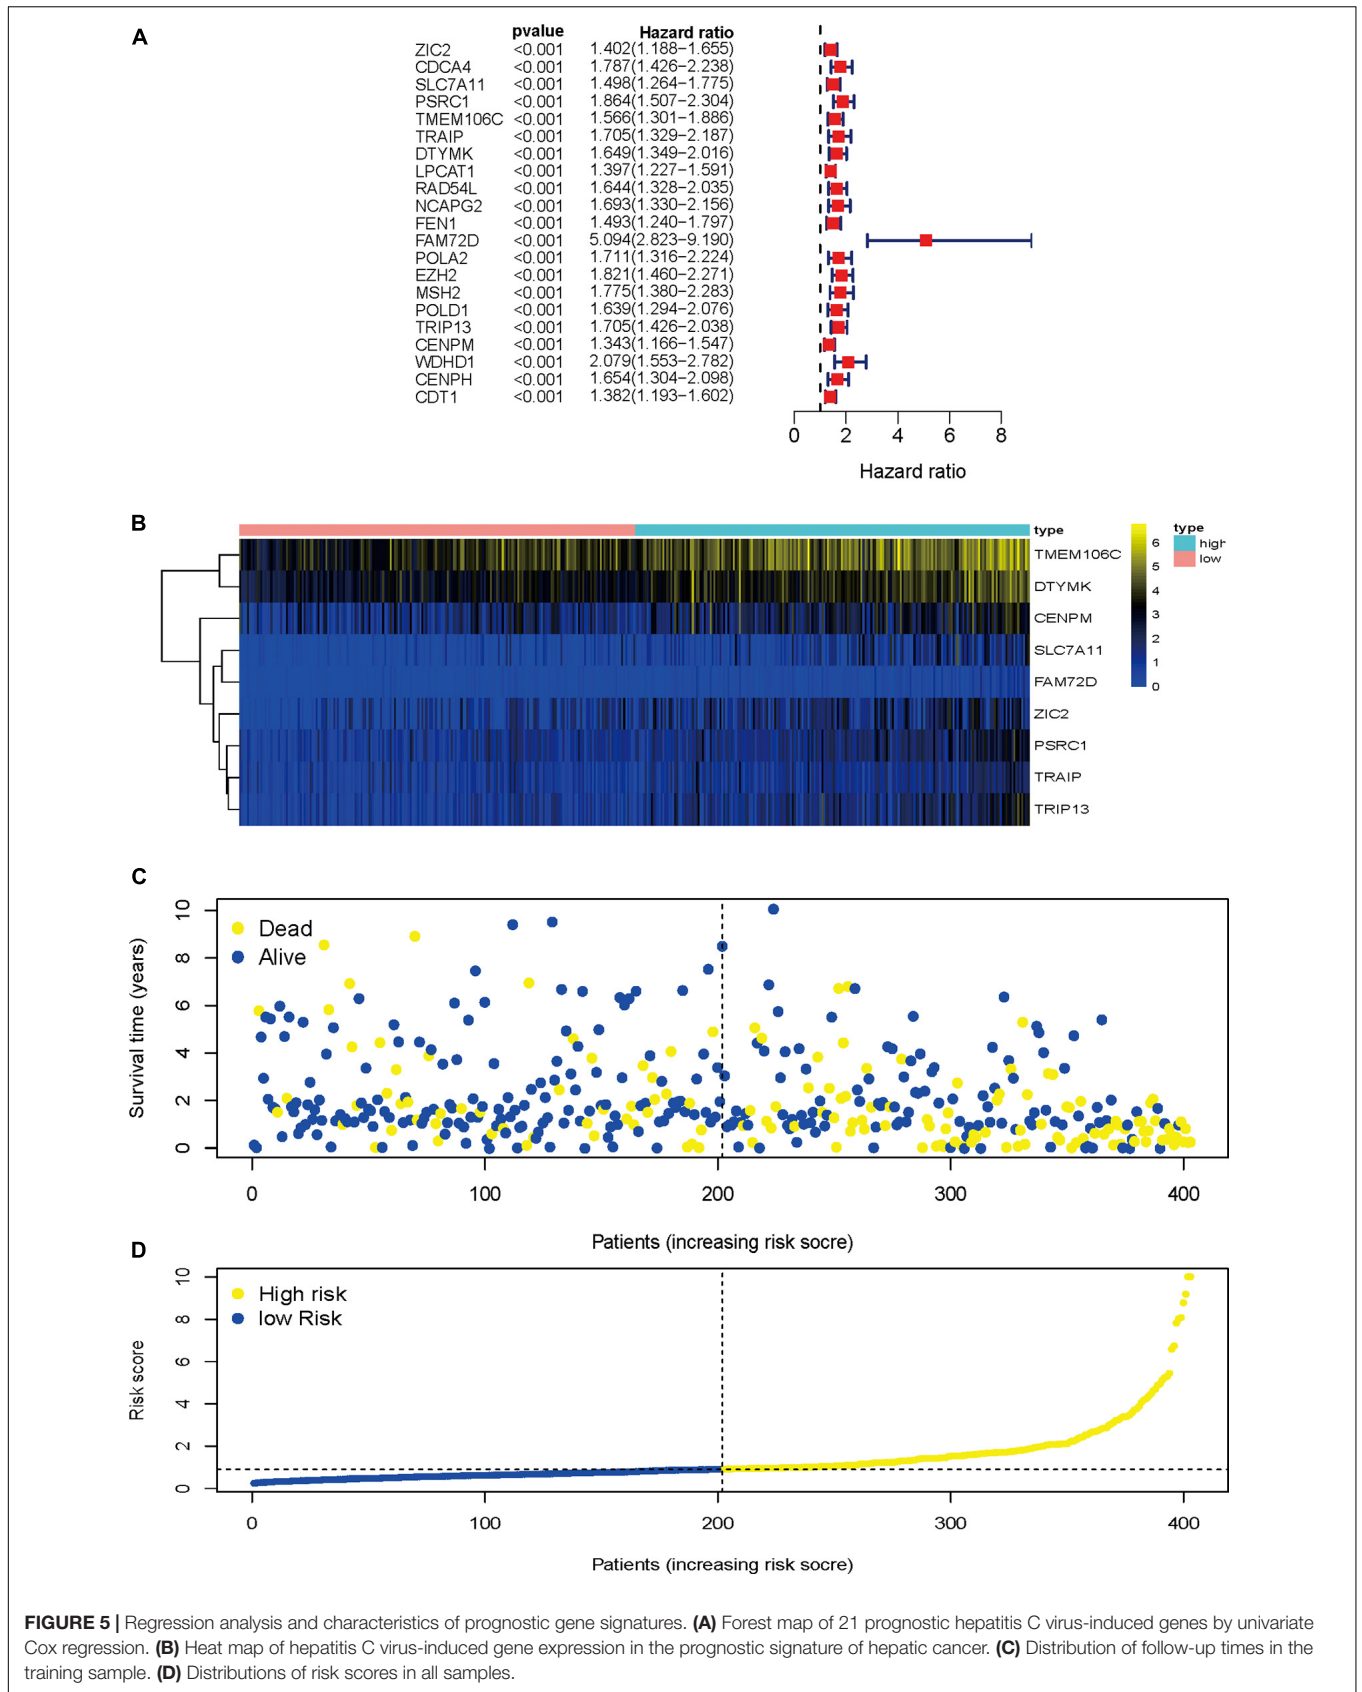 A
pvalue Hazard ratio
ZIC2 <0.001 1.402(1.188−1.655)
CDCA4 <0.001 1.787(1.426−2.238)
SLC7A11 <0.001 1.498(1.264−1.775)
PSRC1 <0.001 1.864(1.507−2.304)
TMEM106C <0.001 1.566(1.301−1.886)
TRAIP <0.001 1.705(1.329−2.187)
DTYMK <0.001 1.649(1.349−2.016)
LPCAT1 <0.001 1.397(1.227−1.591)
RAD54L <0.001 1.644(1.328−2.035)
NCAPG2 <0.001 1.693(1.330−2.156)
FEN1 <0.001 1.493(1.240−1.797)
FAM72D <0.001 5.094(2.823−9.190)
POLA2 <0.001 1.711(1.316−2.224)
EZH2 <0.001 1.821(1.460−2.271)
MSH2 <0.001 1.775(1.380−2.283)
POLD1 <0.001 1.639(1.294−2.076)
TRIP13 <0.001 1.705(1.426−2.038)
CENPM <0.001 1.343(1.166−1.547)
WDHD1 <0.001 2.079(1.553−2.782)
CENPH <0.001 1.654(1.304−2.098)
CDT1 <0.001 1.382(1.193−1.602)
0 2 4 6 8
Hazard ratio
B
type
TMEM106C
DTYMK
CENPM
SLC7A11
FAM72D
ZIC2
PSRC1
TRAIP
TRIP13
6
5
4
3
2
1
0
type
high
low
C
Survival time (years)
10
8
6
4
2
0
Dead
Alive
0 100 200 300 400
Patients (increasing risk socre)
D
Risk score
10
8
6
4
2
0
High risk
low Risk
0 100 200 300 400
Patients (increasing risk socre)
FIGURE 5 | Regression analysis and characteristics of prognostic gene signatures. (A) Forest map of 21 prognostic hepatitis C virus-induced genes by univariate
Cox regression. (B) Heat map of hepatitis C virus-induced gene expression in the prognostic signature of hepatic cancer. (C) Distribution of follow-up times in the
training sample. (D) Distributions of risk scores in all samples.